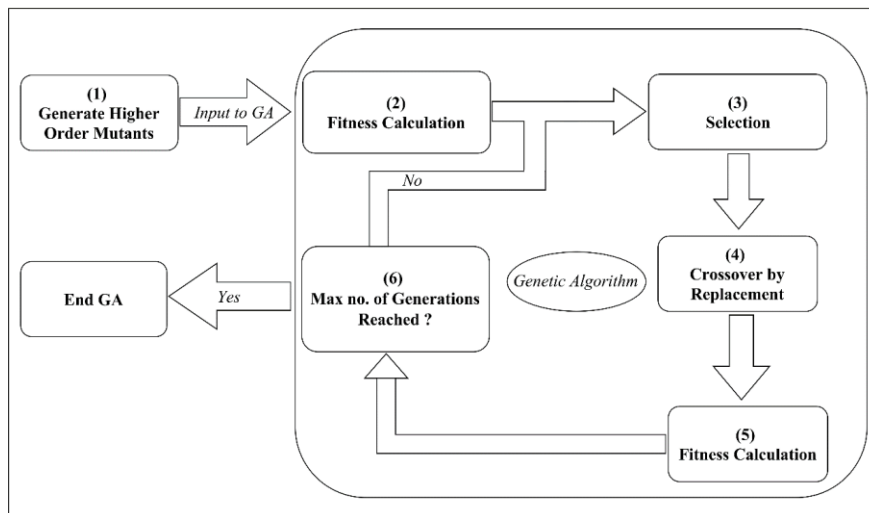 (1)
Generate Higher
Order Mutants
Input to GA
(2)
Fitness Calculation
(3)
Selection
No
(4)
Crossover by
Replacement
Genetic Algorithm
(6)
Max no. of Generations
Reached ?
Yes
End GA
(5)
Fitness Calculation